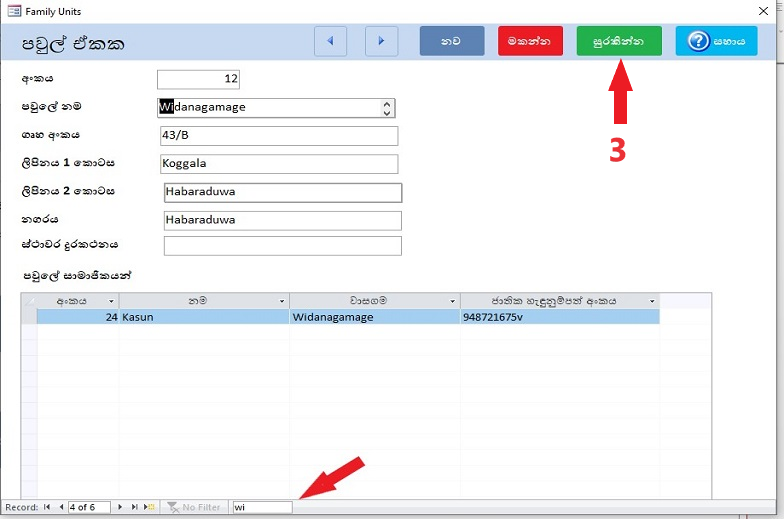 Family Units
පවුල් ඒකක
නව
මකන්න
සුරකින්න
? සහාය
අංකය 12
පවුලේ නම Widanagamage
ගෘහ අංකය 43/B
ලිපිනය 1 කොටස Koggala
ලිපිනය 2 කොටස Habaraduwa
නගරය Habaraduwa
ස්ථාවර දුරකථනය
3
පවුලේ සාමාජිකයන්
අංකය නම වාසගම ජාතික හැඳුනුම්පත් අංකය
24 Kasun Widanagamage 948721675v
Record: 4 of 6 No Filter wi